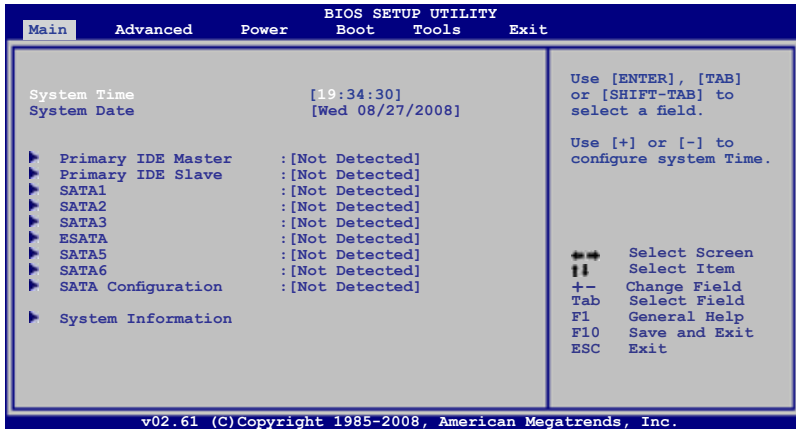 BIOS SETUP UTILITY
Main Advanced Power Boot Tools Exit
System Time [19:34:30]
System Date [Wed 08/27/2008]
Primary IDE Master :[Not Detected]
Primary IDE Slave :[Not Detected]
SATA1 :[Not Detected]
SATA2 :[Not Detected]
SATA3 :[Not Detected]
ESATA :[Not Detected]
SATA5 :[Not Detected]
SATA6 :[Not Detected]
SATA Configuration :[Not Detected]
System Information
Use [ENTER], [TAB]
or [SHIFT-TAB] to
select a field.
Use [+] or [-] to
configure system Time.
←→ Select Screen
↑↓ Select Item
+- Change Field
Tab Select Field
F1 General Help
F10 Save and Exit
ESC Exit
v02.61 (C)Copyright 1985-2008, American Megatrends, Inc.